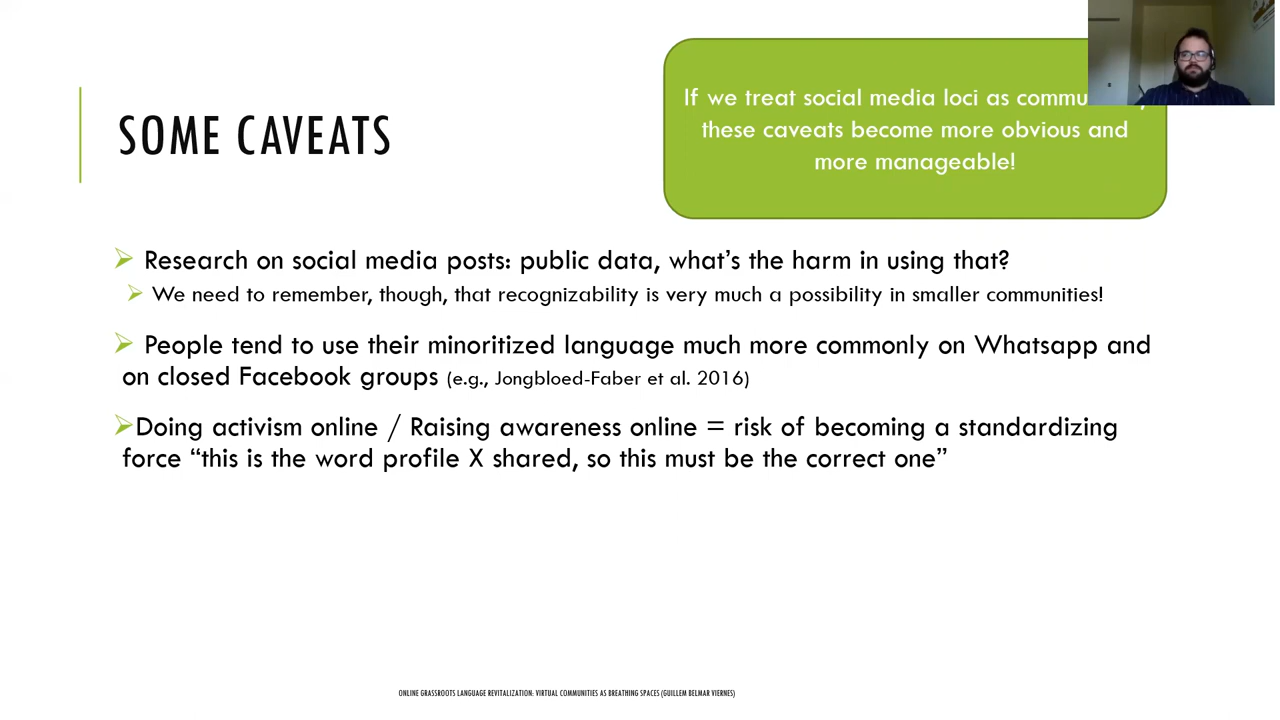 SOME CAVEATS
If we treat social media loci as
these caveats become more obvious and
more manageable!
Research on social media posts: public data, what's the harm in using that?
We need to remember, though, that recognizability is very much a possibility in smaller communities!
People tend to use their minoritized language much more commonly on Whatsapp and
on closed Facebook groups (e.g., Jongbloed-Faber et al. 2016)
Doing activism online / Raising awareness online = risk of becoming a standardizing
force “this is the word profile X shared, so this must be the correct one”
ONLINE GRASSROOTS LANGUAGE REVITALIZATION: VIRTUAL COMMUNITIES AS BREATHING SPACES (GUILLEM BELMAR VIERNES)